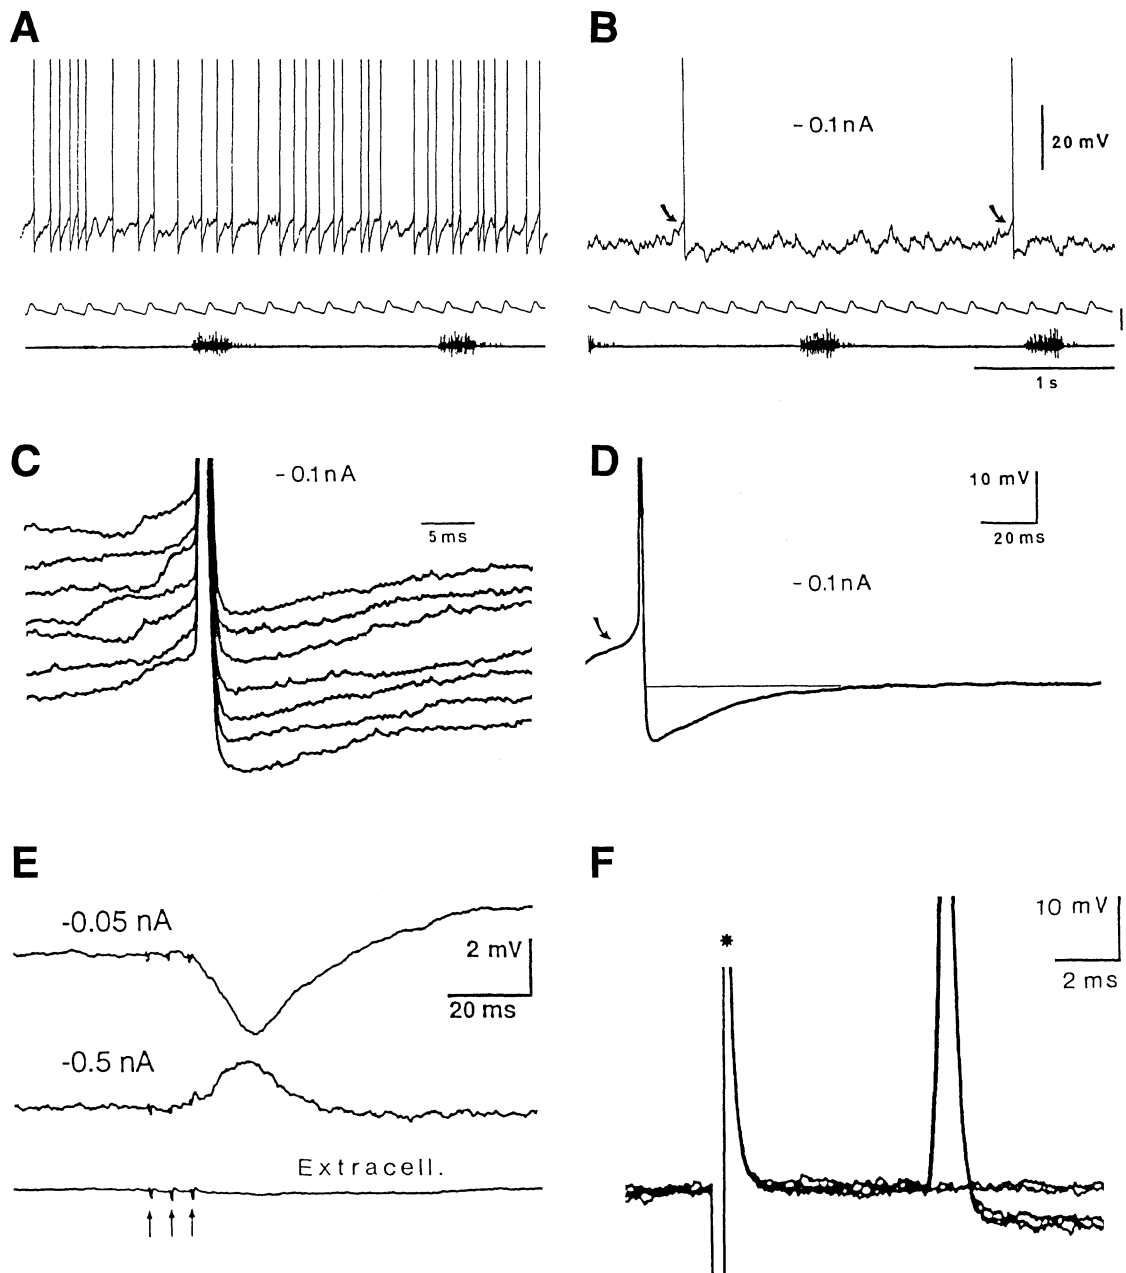 A
B
- 0.1 nA
20 mV
1 s
C
- 0.1 nA
5 ms
D
10 mV
20 ms
- 0.1 nA
E
-0.05 nA
2 mV
20 ms
-0.5 nA
Extracell.
F
10 mV
*
2 ms